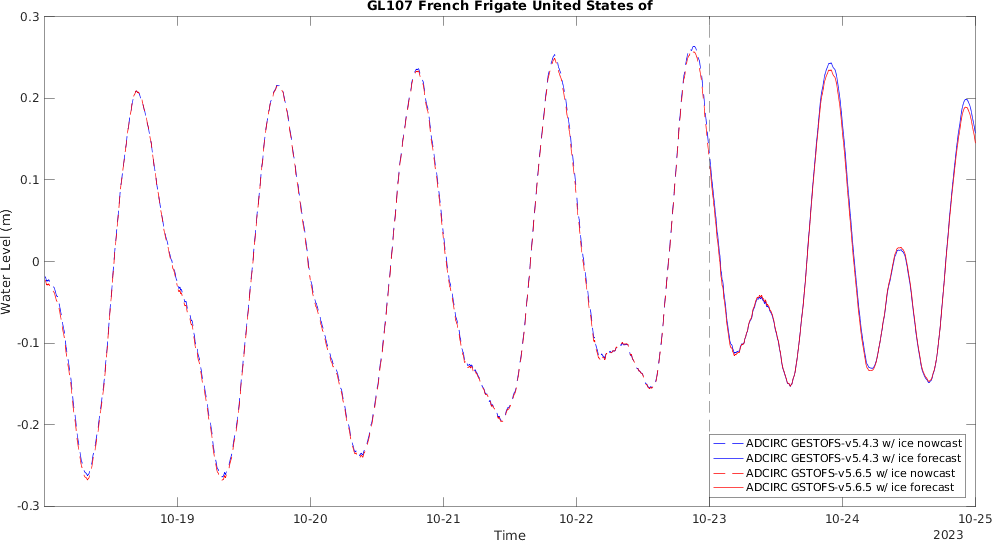 GL107 French Frigate United States of
0.3
0.2
0.1
0
-0.1
-0.2
-0.3
Water Level (m)
10-19
10-20
10-21
10-22
10-23
10-24
10-25
Time
2023
ADCIRC GESTOFS-v5.4.3 w/ ice nowcast
ADCIRC GESTOFS-v5.4.3 w/ ice forecast
ADCIRC GSTOFS-v5.6.5 w/ ice nowcast
ADCIRC GSTOFS-v5.6.5 w/ ice forecast